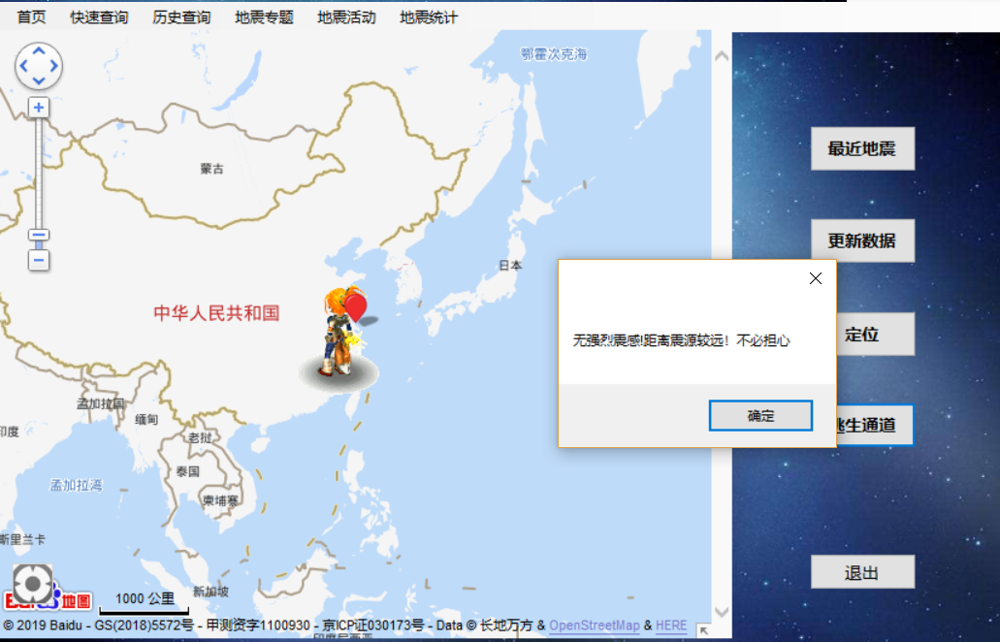 首页 快速查询 历史查询 地震专题 地震活动 地震统计
鄂霍次克海
最近地震
蒙古
更新数据
日本
中华人民共和国
定位
无强烈震感!距离震源较远！不必担心
确定
孟加拉国
缅甸
印度
逃生通道
老挝
泰国
孟加拉湾
柬埔寨
斯里兰卡
退出
新加坡
1000 公里
地图
© 2019 Baidu - GS(2018)5572号 - 甲测资字1100930 - 京ICP证030173号 - Data © 长地万方 & OpenStreetMap & HERE